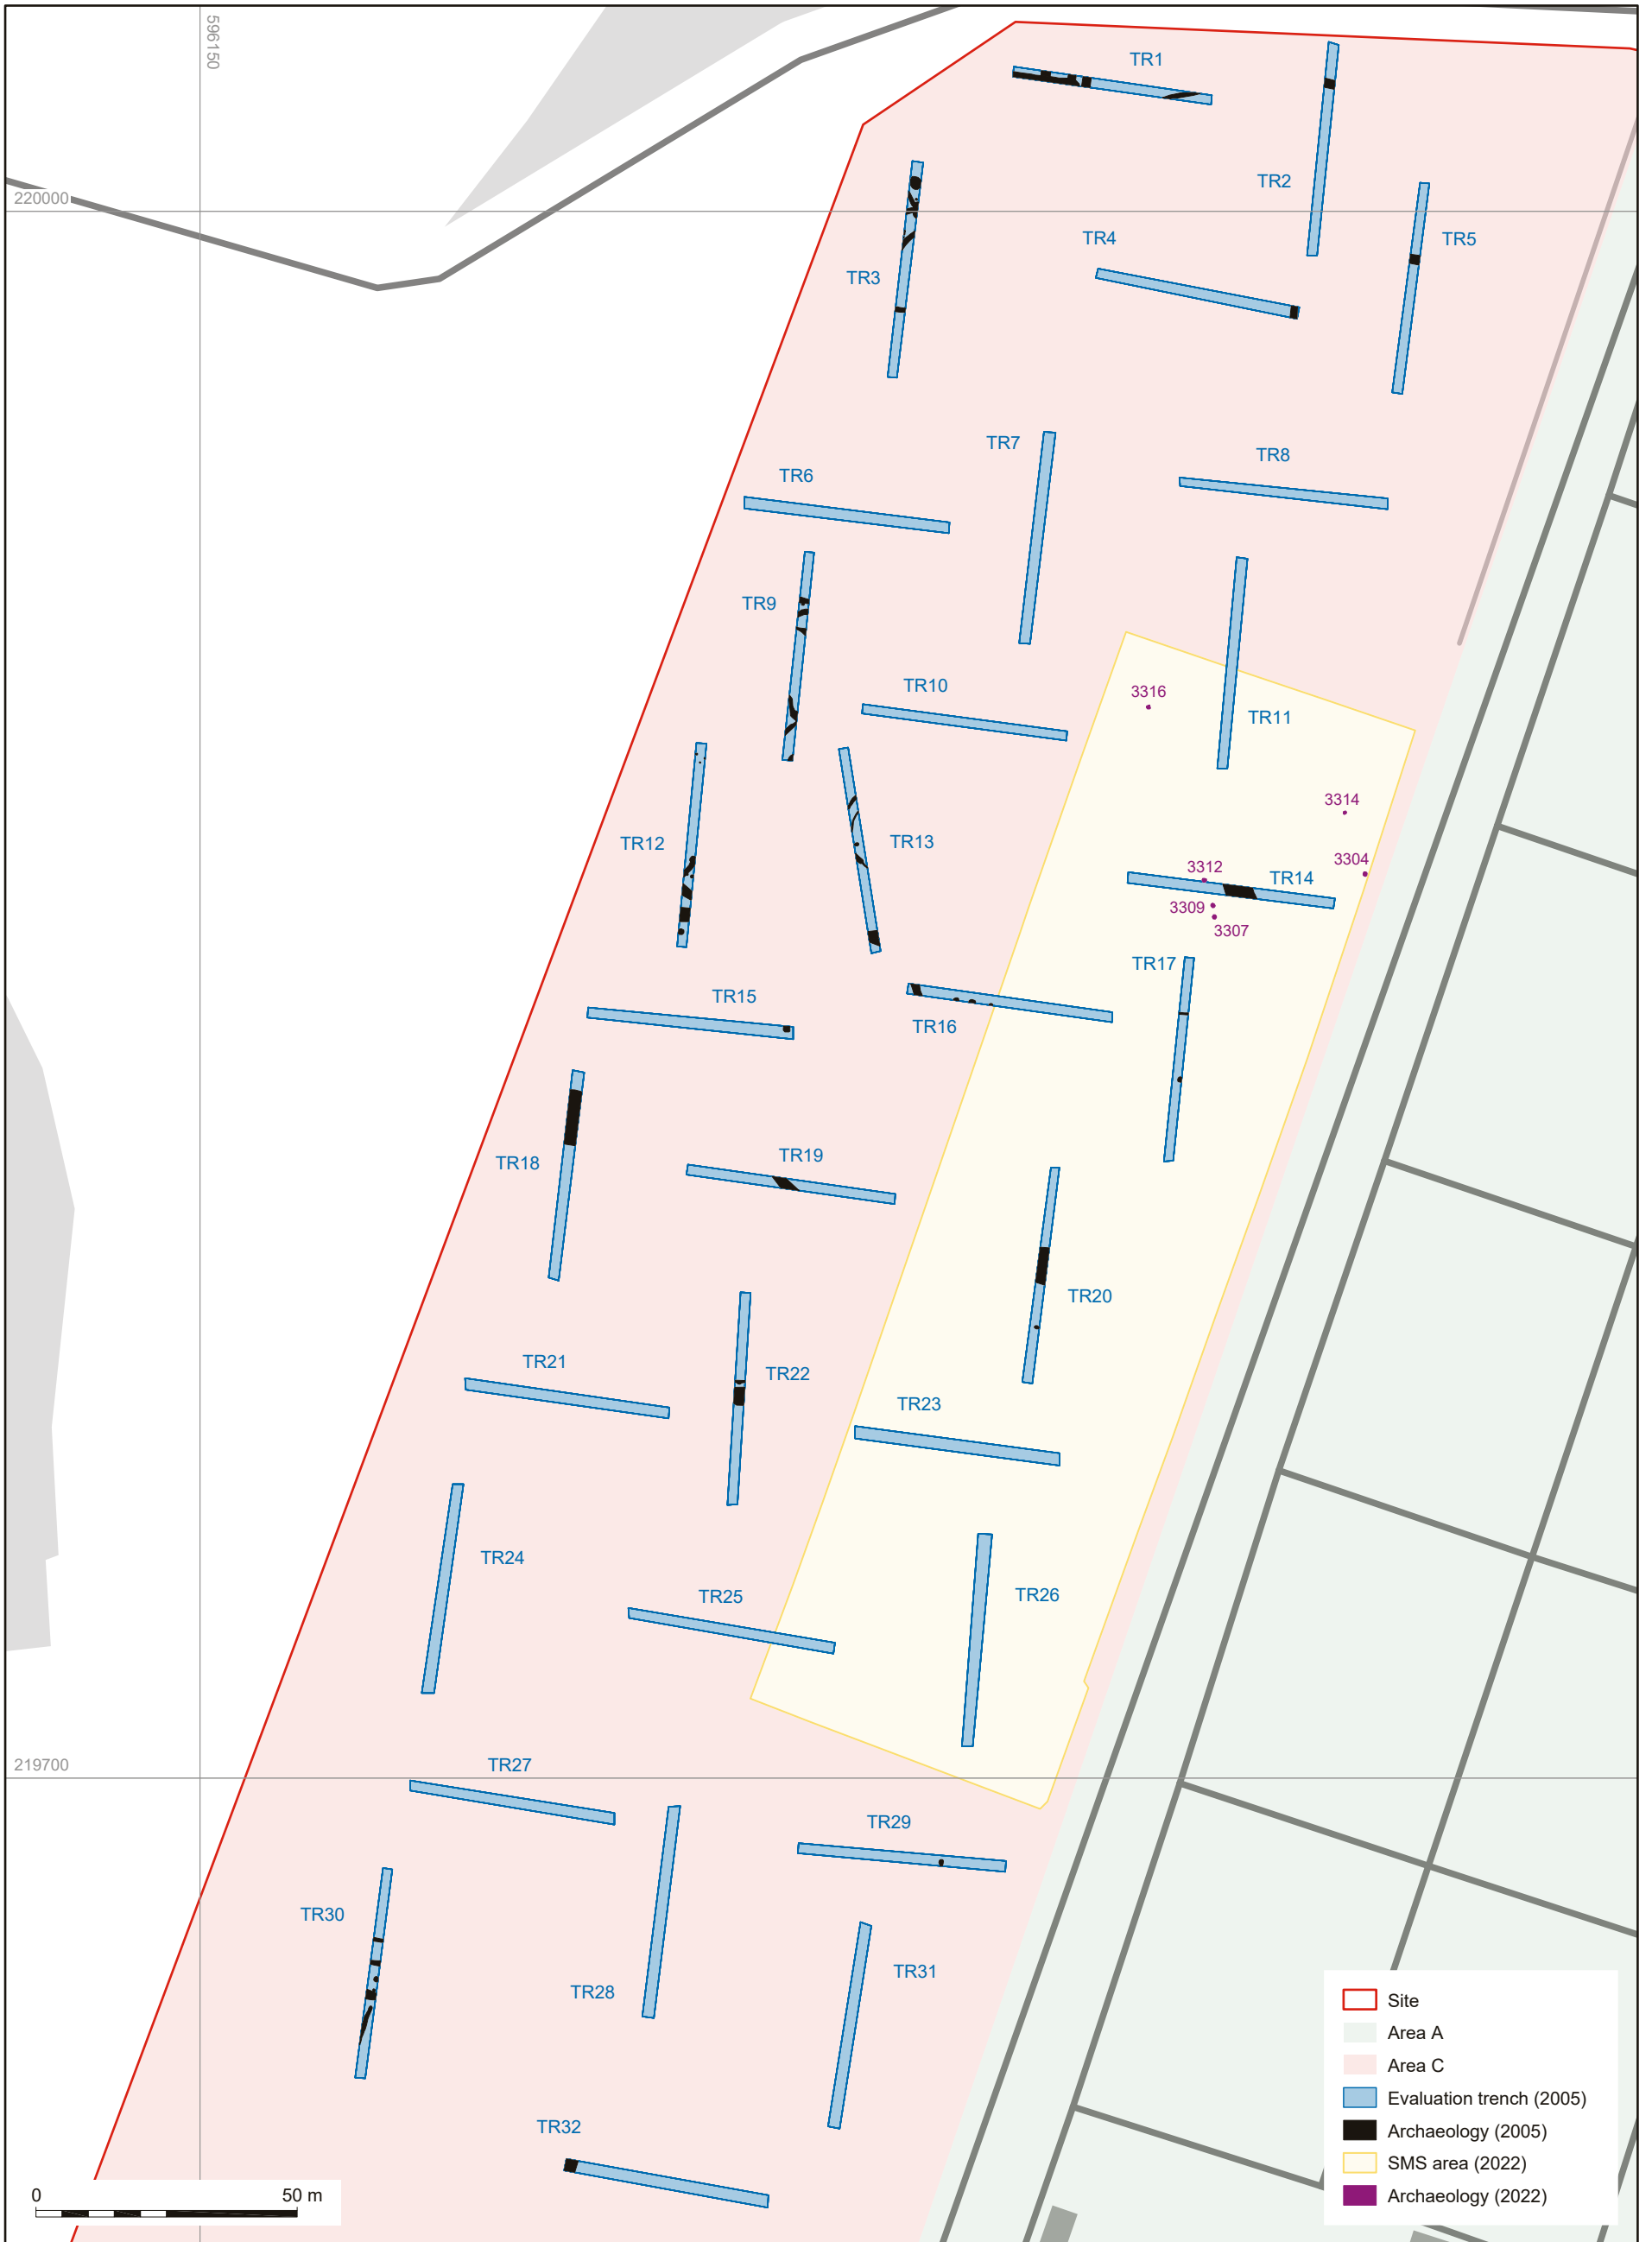 596150
TR1
TR2
220000
TR3
TR4
TR5
TR6
TR7
TR8
TR9
TR10
3316
TR11
3314
TR12
TR13
3304
3312
TR14
3309
3307
TR17
TR15
TR16
TR18
TR19
TR20
TR21
TR22
TR23
TR24
TR25
TR26
219700
TR27
TR29
TR30
TR28
TR31
TR32
0 50 m
Site
Area A
Area C
Evaluation trench (2005)
Archaeology (2005)
SMS area (2022)
Archaeology (2022)